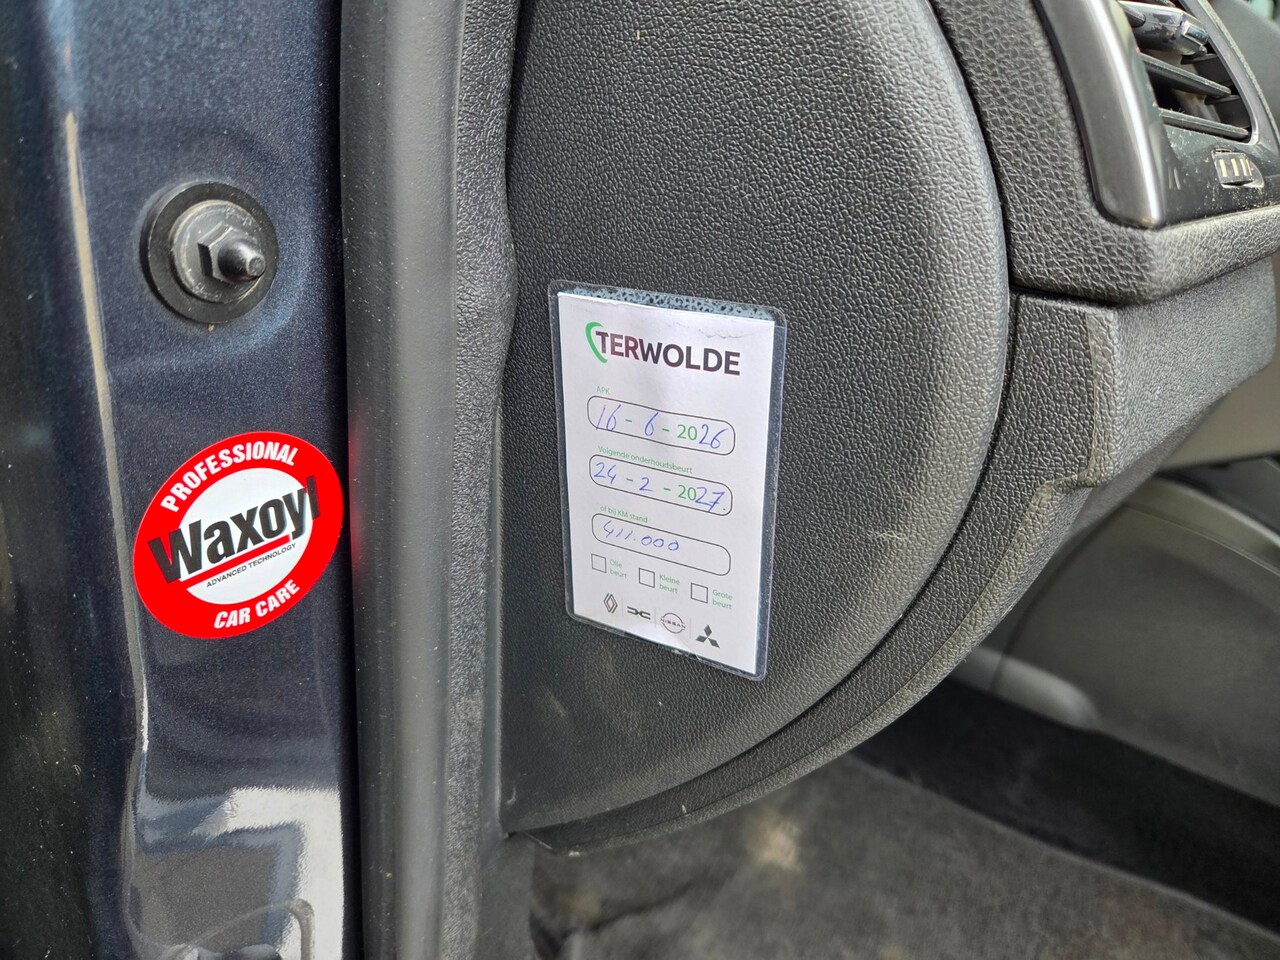 PROFESSIONAL
Waxoyl
ADVANCED TECHNOLOGY
CAR CARE
TERWOLDE
APK
16 - 6 - 2026
Volgende onderhoudsbeurt
24 - 2 - 2027.
of bij KM stand
411.000
Olie beurt
Kleine beurt
Grote beurt
NISSAN